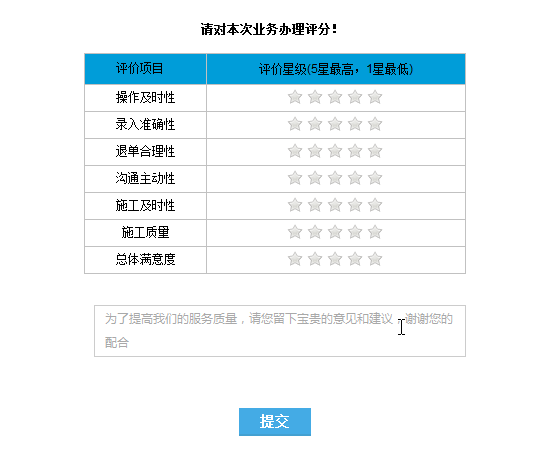 请对本次业务办理评分！
评价项目 评价星级(5星最高，1星最低)
操作及时性
录入准确性
退单合理性
沟通主动性
施工及时性
施工质量
总体满意度
为了提高我们的服务质量，请您留下宝贵的意见和建议，谢谢您的
配合
提交